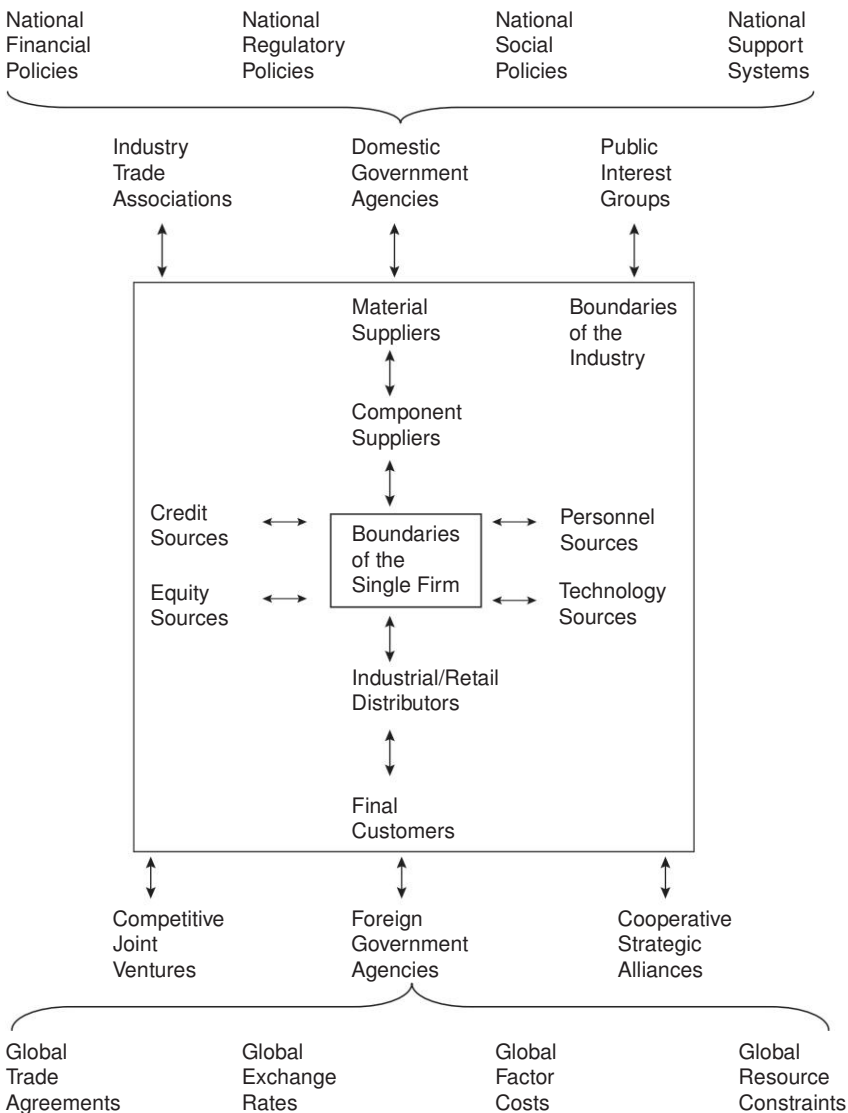 National
Financial
Policies
National
Regulatory
Policies
National
Social
Policies
National
Support
Systems
Industry
Trade
Associations
Domestic
Government
Agencies
Public
Interest
Groups
Material
Suppliers
Boundaries
of the
Industry
Component
Suppliers
Credit
Sources
Boundaries
of the
Single Firm
Personnel
Sources
Equity
Sources
Technology
Sources
Industrial/Retail
Distributors
Final
Customers
Competitive
Joint
Ventures
Foreign
Government
Agencies
Cooperative
Strategic
Alliances
Global
Trade
Agreements
Global
Exchange
Rates
Global
Factor
Costs
Global
Resource
Constraints